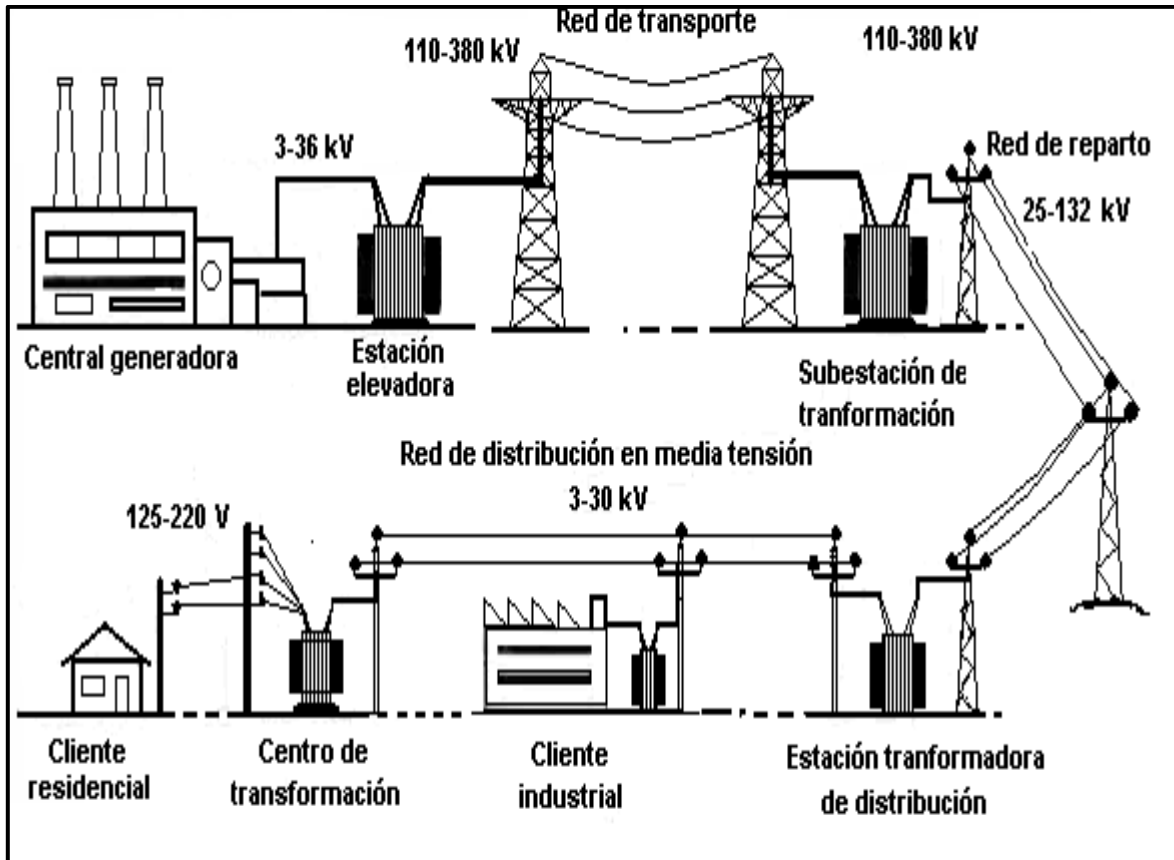 Red de transporte
110-380 kV
110-380 kV
3-36 kV
Red de reparto
25-132 kV
Central generadora
Estación
elevadora
Subestación de
tranformación
Red de distribución en media tensión
3-30 kV
125-220 V
Cliente
residencial
Centro de
transformación
Cliente
industrial
Estación tranformadora
de distribución